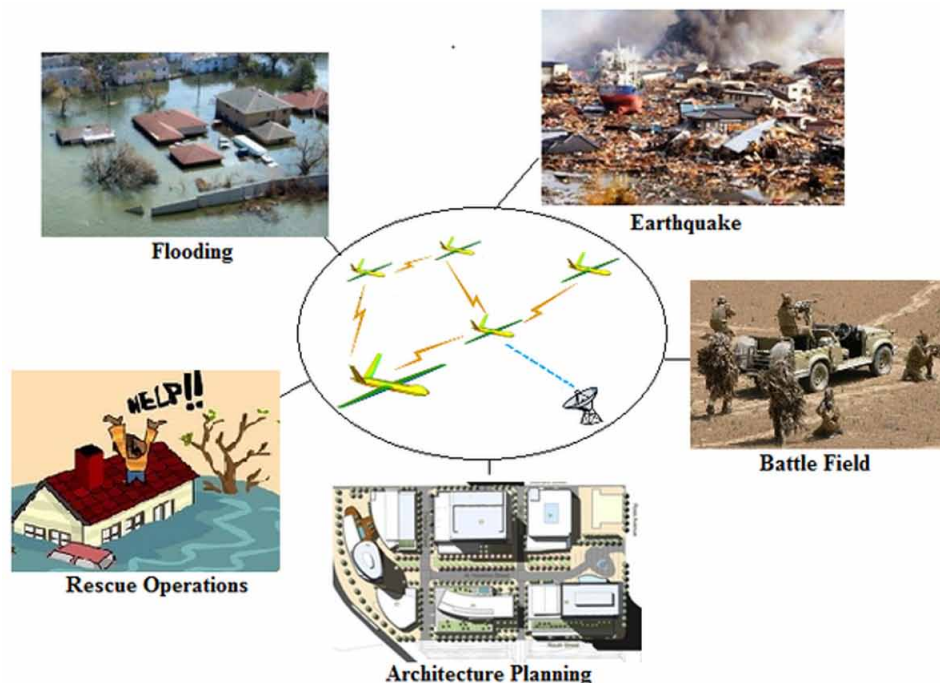 Earthquake
Flooding
HELP!!
Battle Field
Rescue Operations
Architecture Planning